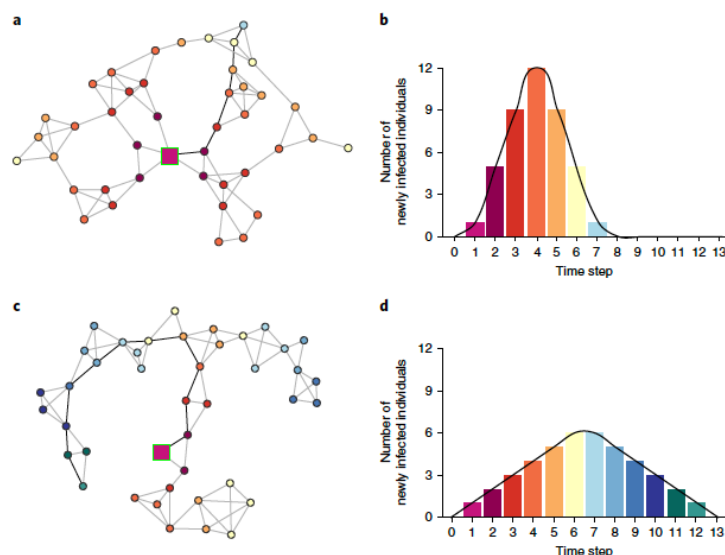 a
b
Number of
newly infected individuals
12
9
6
3
0
0 1 2 3 4 5 6 7 8 9 10 11 12 13
Time step
c
d
Number of
newly infected individuals
12
9
6
3
0
0 1 2 3 4 5 6 7 8 9 10 11 12 13
Time step